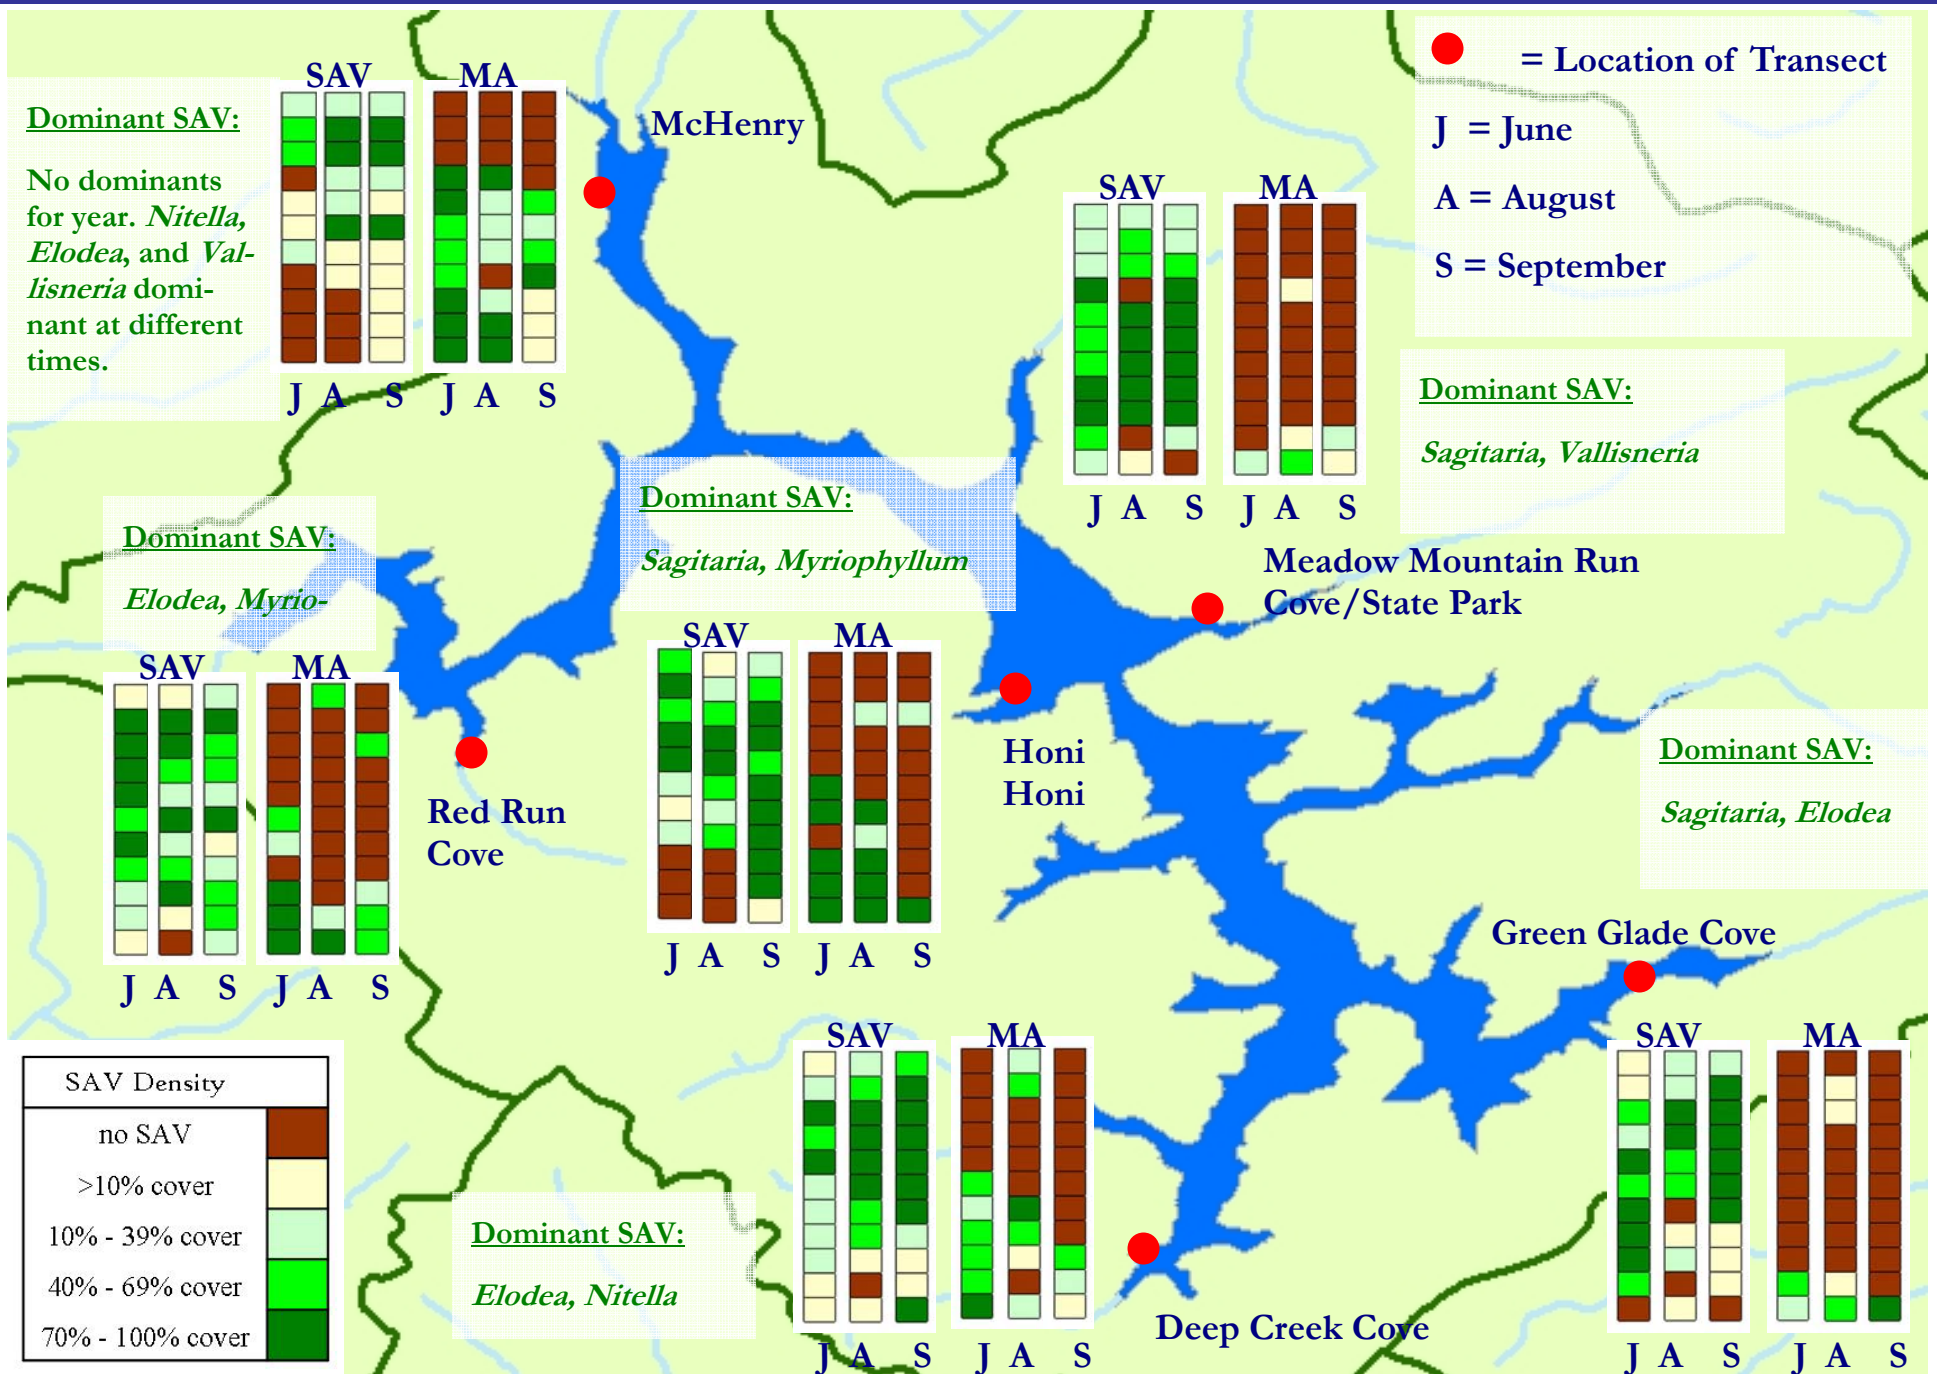 SAV MA
Dominant SAV:
No dominants
for year. Nitella,
Elodea, and Val-
lisneria domi-
nant at different
times.
J A S J A S
McHenry
= Location of Transect
J = June
A = August
S = September
SAV MA
J A S J A S
Dominant SAV:
Sagitaria, Vallisneria
Meadow Mountain Run
Cove/State Park
Dominant SAV:
Sagitaria, Myriophyllum
SAV MA
J A S J A S
Honi
Honi
Dominant SAV:
Elodea, Myrio-
SAV MA
J A S J A S
Red Run
Cove
Dominant SAV:
Sagitaria, Elodea
Green Glade Cove
SAV MA
J A S J A S
SAV MA
J A S J A S
Deep Creek Cove
Dominant SAV:
Elodea, Nitella
SAV Density
no SAV
>10% cover
10% - 39% cover
40% - 69% cover
70% - 100% cover